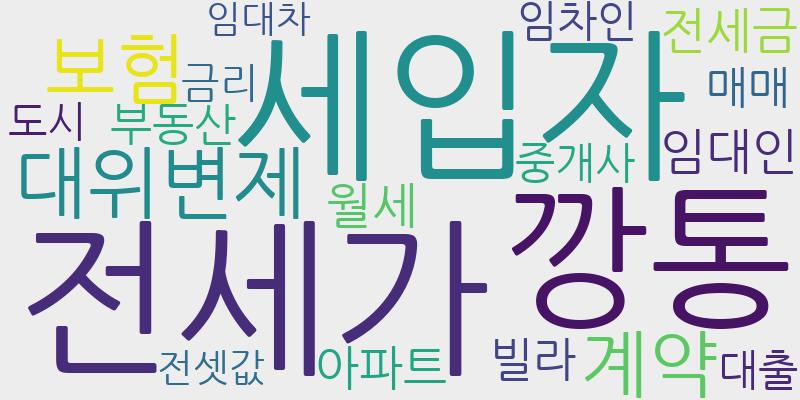 임대차
임차인
전세금
보험
금리
세입자
매매
도시
부동산
대위변제
중개사
임대인
월세
깡통
전세가
전셋값
아파트
빌라
계약
대출